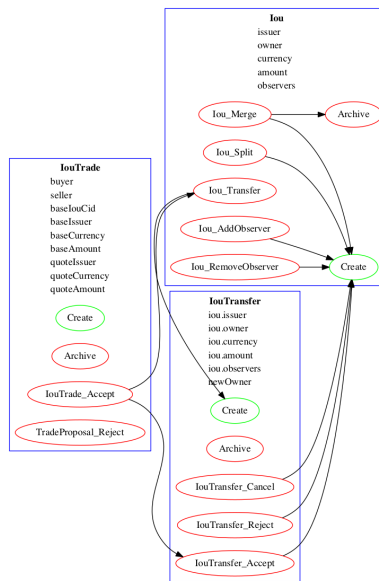 Iou
issuer
owner
currency
amount
observers
Iou_Merge
Archive
Iou_Split
Iou_Transfer
Iou_AddObserver
Iou_RemoveObserver
Create
IouTrade
buyer
seller
baseIouCid
baseIssuer
baseCurrency
baseAmount
quoteIssuer
quoteCurrency
quoteAmount
Create
Archive
IouTrade_Accept
TradeProposal_Reject
IouTransfer
iou.issuer
iou.owner
iou.currency
iou.amount
iou.observers
newOwner
Create
Archive
IouTransfer_Cancel
IouTransfer_Reject
IouTransfer_Accept